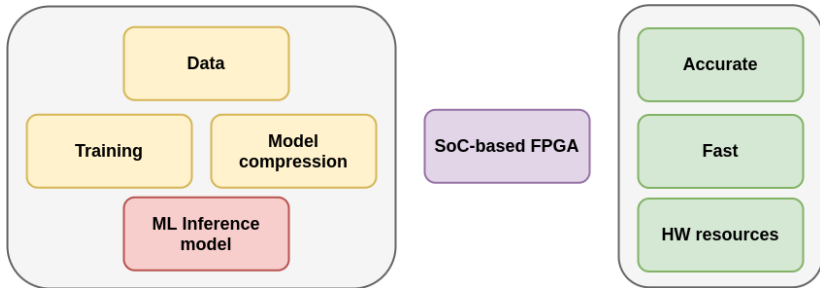 Data
Training
Model
compression
ML Inference
model
SoC-based FPGA
Accurate
Fast
HW resources